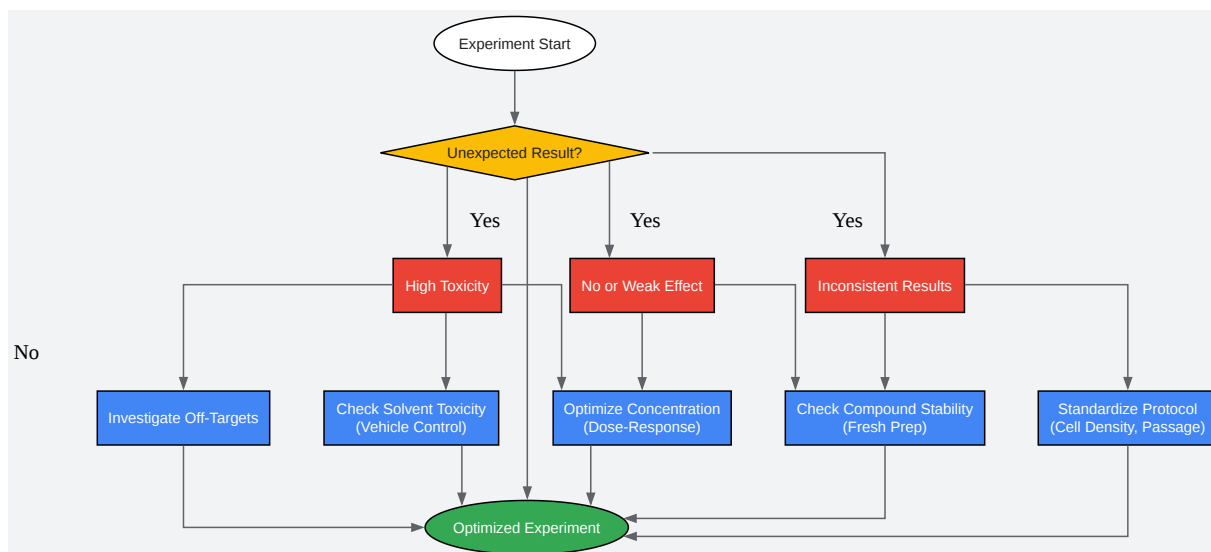 Experiment Start
Unexpected Result?
Yes
Yes
Yes
High Toxicity
No or Weak Effect
Inconsistent Results
No
Investigate Off-Targets
Check Solvent Toxicity
(Vehicle Control)
Optimize Concentration
(Dose-Response)
Check Compound Stability
(Fresh Prep)
Standardize Protocol
(Cell Density, Passage)
Optimized Experiment